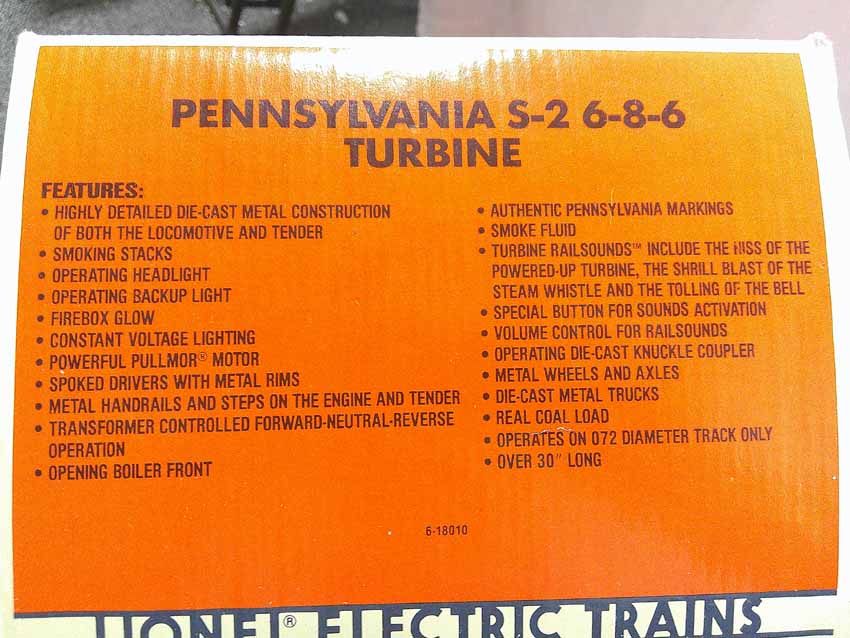 PENNSYLVANIA S-2 6-8-6
TURBINE
FEATURES:
• HIGHLY DETAILED DIE-CAST METAL CONSTRUCTION
OF BOTH THE LOCOMOTIVE AND TENDER
• SMOKING STACKS
• OPERATING HEADLIGHT
• OPERATING BACKUP LIGHT
• FIREBOX GLOW
• CONSTANT VOLTAGE LIGHTING
• POWERFUL PULLMOR® MOTOR
• SPOKED DRIVERS WITH METAL RIMS
• METAL HANDRAILS AND STEPS ON THE ENGINE AND TENDER
• TRANSFORMER CONTROLLED FORWARD-NEUTRAL-REVERSE
OPERATION
• OPENING BOILER FRONT
• AUTHENTIC PENNSYLVANIA MARKINGS
• SMOKE FLUID
• TURBINE RAILSOUNDS™ INCLUDE THE HISS OF THE
POWERED-UP TURBINE, THE SHRILL BLAST OF THE
STEAM WHISTLE AND THE TOLLING OF THE BELL
• SPECIAL BUTTON FOR SOUNDS ACTIVATION
• VOLUME CONTROL FOR RAILSOUNDS
• OPERATING DIE-CAST KNUCKLE COUPLER
• METAL WHEELS AND AXLES
• DIE-CAST METAL TRUCKS
• REAL COAL LOAD
• OPERATES ON 072 DIAMETER TRACK ONLY
• OVER 30" LONG
6-18010
LIONEL® ELECTRIC TRAINS